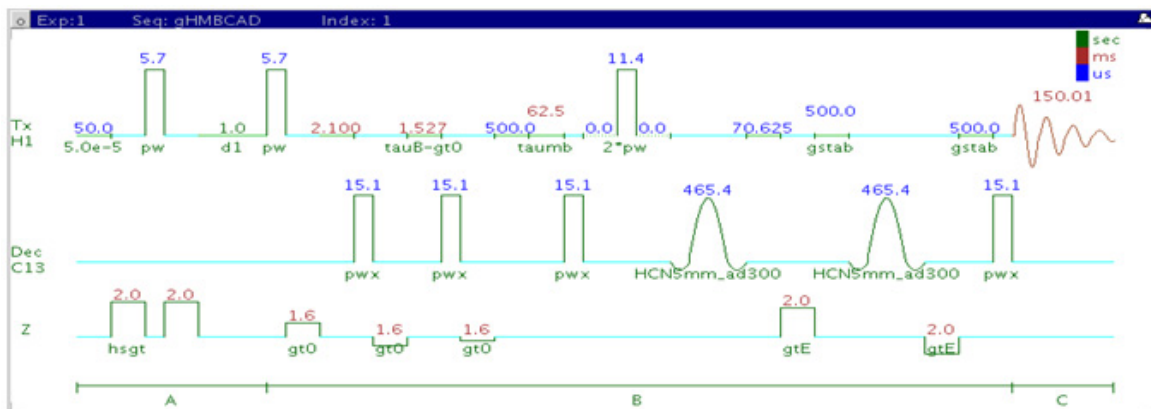 Exp:1 Seq: gHMBCAD Index: 1
sec
ms
us
5.7 5.7 11.4 150.01
62.5 500.0
Tx
H1
50.0 1.0 2.100 1.527 500.0 0.0 0.0 70.625 500.0
5.0e-5 pw d1 pw tauB-gt0 taumb 2*pw gstab gstab
15.1 15.1 15.1 465.4 465.4 15.1
Dec
C13
pwx pwx pwx HCN5mm_ad300 HCN5mm_ad300 pwx
2.0 2.0 1.6 1.6 1.6 2.0 2.0
Z
hsgt gt0 gt0 gt0 gtE gtE
A B C